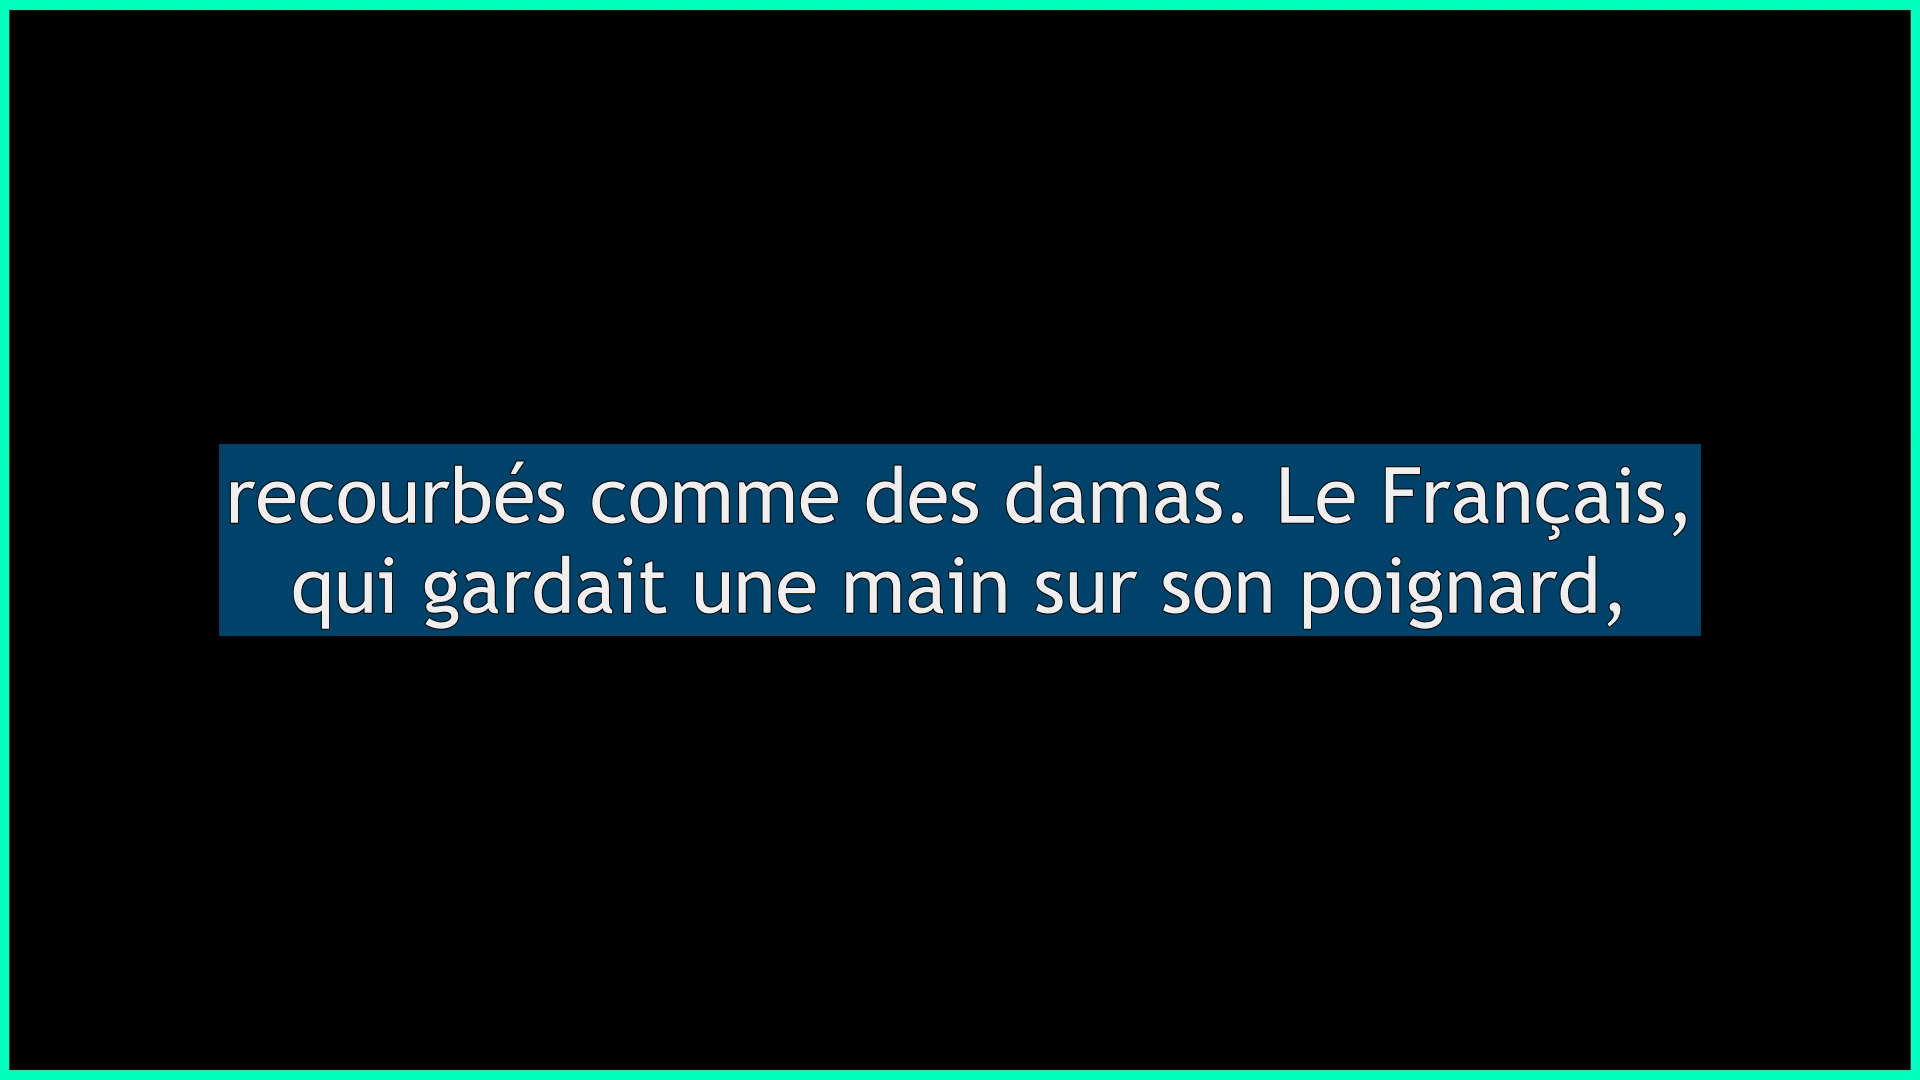 recourbés comme des damas. Le Français,
qui gardait une main sur son poignard,